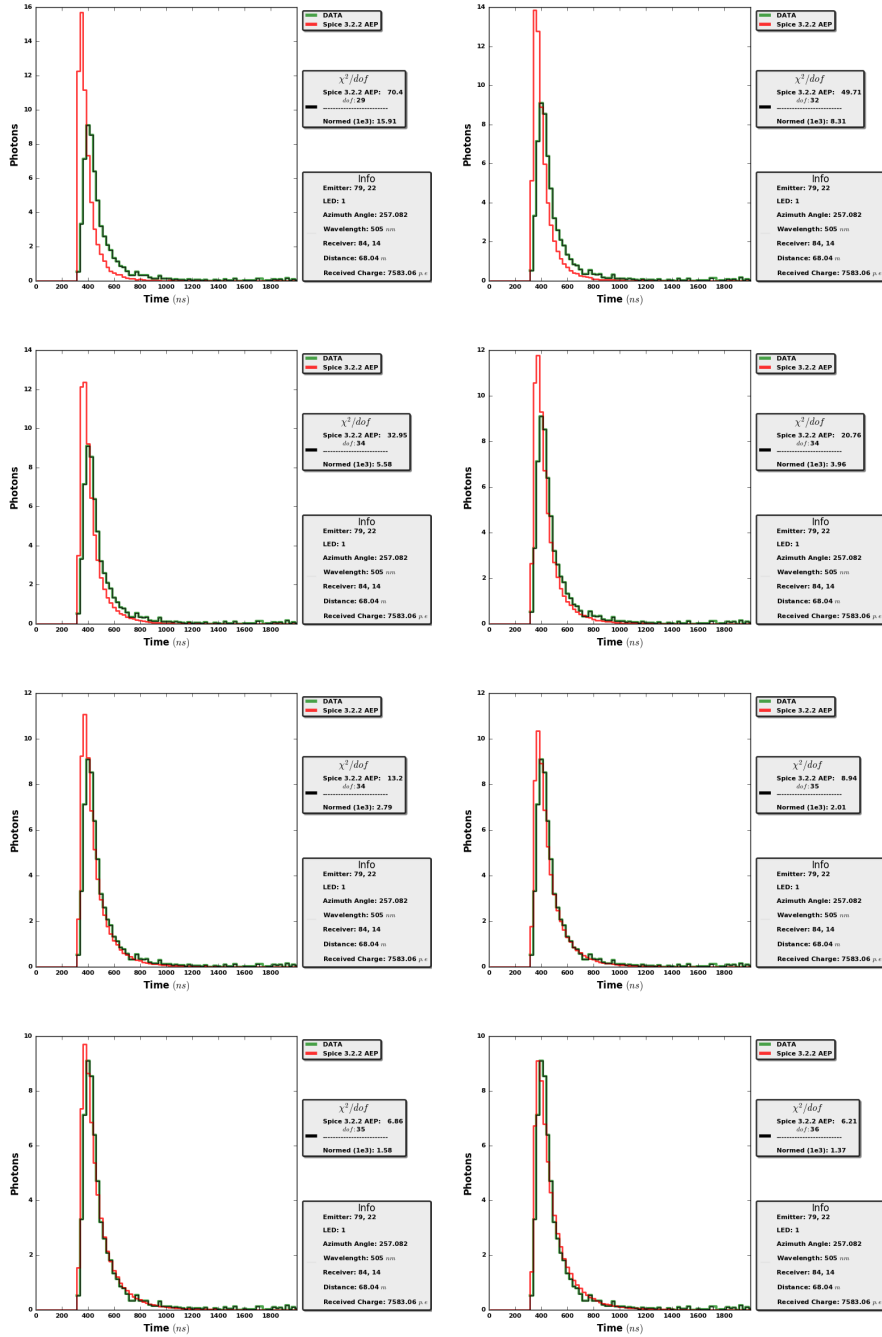 16
14
12
10
8
6
4
2
0
Photons
0 200 400 600 800 1000 1200 1400 1600 1800
Time (ns)
DATA
Spice 3.2.2 AEP
χ²/dof
Spice 3.2.2 AEP: 70.4
dof: 29
------------------------
Normed (1e3): 15.91
Info
Emitter: 79, 22
LED: 1
Azimuth Angle: 257.082
Wavelength: 505 nm
Receiver: 84, 14
Distance: 68.04 m
Received Charge: 7583.06 p.e
14
12
10
8
6
4
2
0
Photons
0 200 400 600 800 1000 1200 1400 1600 1800
Time (ns)
DATA
Spice 3.2.2 AEP
χ²/dof
Spice 3.2.2 AEP: 49.71
dof: 32
------------------------
Normed (1e3): 8.31
Info
Emitter: 79, 22
LED: 1
Azimuth Angle: 257.082
Wavelength: 505 nm
Receiver: 84, 14
Distance: 68.04 m
Received Charge: 7583.06 p.e
14
12
10
8
6
4
2
0
Photons
0 200 400 600 800 1000 1200 1400 1600 1800
Time (ns)
DATA
Spice 3.2.2 AEP
χ²/dof
Spice 3.2.2 AEP: 32.95
dof: 34
------------------------
Normed (1e3): 5.58
Info
Emitter: 79, 22
LED: 1
Azimuth Angle: 257.082
Wavelength: 505 nm
Receiver: 84, 14
Distance: 68.04 m
Received Charge: 7583.06 p.e
12
10
8
6
4
2
0
Photons
0 200 400 600 800 1000 1200 1400 1600 1800
Time (ns)
DATA
Spice 3.2.2 AEP
χ²/dof
Spice 3.2.2 AEP: 20.76
dof: 34
------------------------
Normed (1e3): 3.96
Info
Emitter: 79, 22
LED: 1
Azimuth Angle: 257.082
Wavelength: 505 nm
Receiver: 84, 14
Distance: 68.04 m
Received Charge: 7583.06 p.e
12
10
8
6
4
2
0
Photons
0 200 400 600 800 1000 1200 1400 1600 1800
Time (ns)
DATA
Spice 3.2.2 AEP
χ²/dof
Spice 3.2.2 AEP: 13.2
dof: 34
------------------------
Normed (1e3): 2.79
Info
Emitter: 79, 22
LED: 1
Azimuth Angle: 257.082
Wavelength: 505 nm
Receiver: 84, 14
Distance: 68.04 m
Received Charge: 7583.06 p.e
12
10
8
6
4
2
0
Photons
0 200 400 600 800 1000 1200 1400 1600 1800
Time (ns)
DATA
Spice 3.2.2 AEP
χ²/dof
Spice 3.2.2 AEP: 8.94
dof: 35
------------------------
Normed (1e3): 2.01
Info
Emitter: 79, 22
LED: 1
Azimuth Angle: 257.082
Wavelength: 505 nm
Receiver: 84, 14
Distance: 68.04 m
Received Charge: 7583.06 p.e
10
8
6
4
2
0
Photons
0 200 400 600 800 1000 1200 1400 1600 1800
Time (ns)
DATA
Spice 3.2.2 AEP
χ²/dof
Spice 3.2.2 AEP: 6.86
dof: 35
------------------------
Normed (1e3): 1.58
Info
Emitter: 79, 22
LED: 1
Azimuth Angle: 257.082
Wavelength: 505 nm
Receiver: 84, 14
Distance: 68.04 m
Received Charge: 7583.06 p.e
10
8
6
4
2
0
Photons
0 200 400 600 800 1000 1200 1400 1600 1800
Time (ns)
DATA
Spice 3.2.2 AEP
χ²/dof
Spice 3.2.2 AEP: 6.21
dof: 36
------------------------
Normed (1e3): 1.37
Info
Emitter: 79, 22
LED: 1
Azimuth Angle: 257.082
Wavelength: 505 nm
Receiver: 84, 14
Distance: 68.04 m
Received Charge: 7583.06 p.e